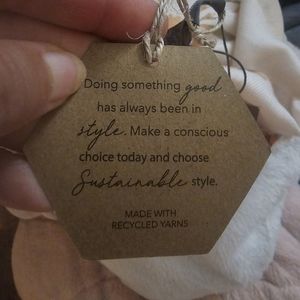 Doing something good
has always been in
style. Make a conscious
choice today and choose
Sustainable style.
MADE WITH
RECYCLED YARNS